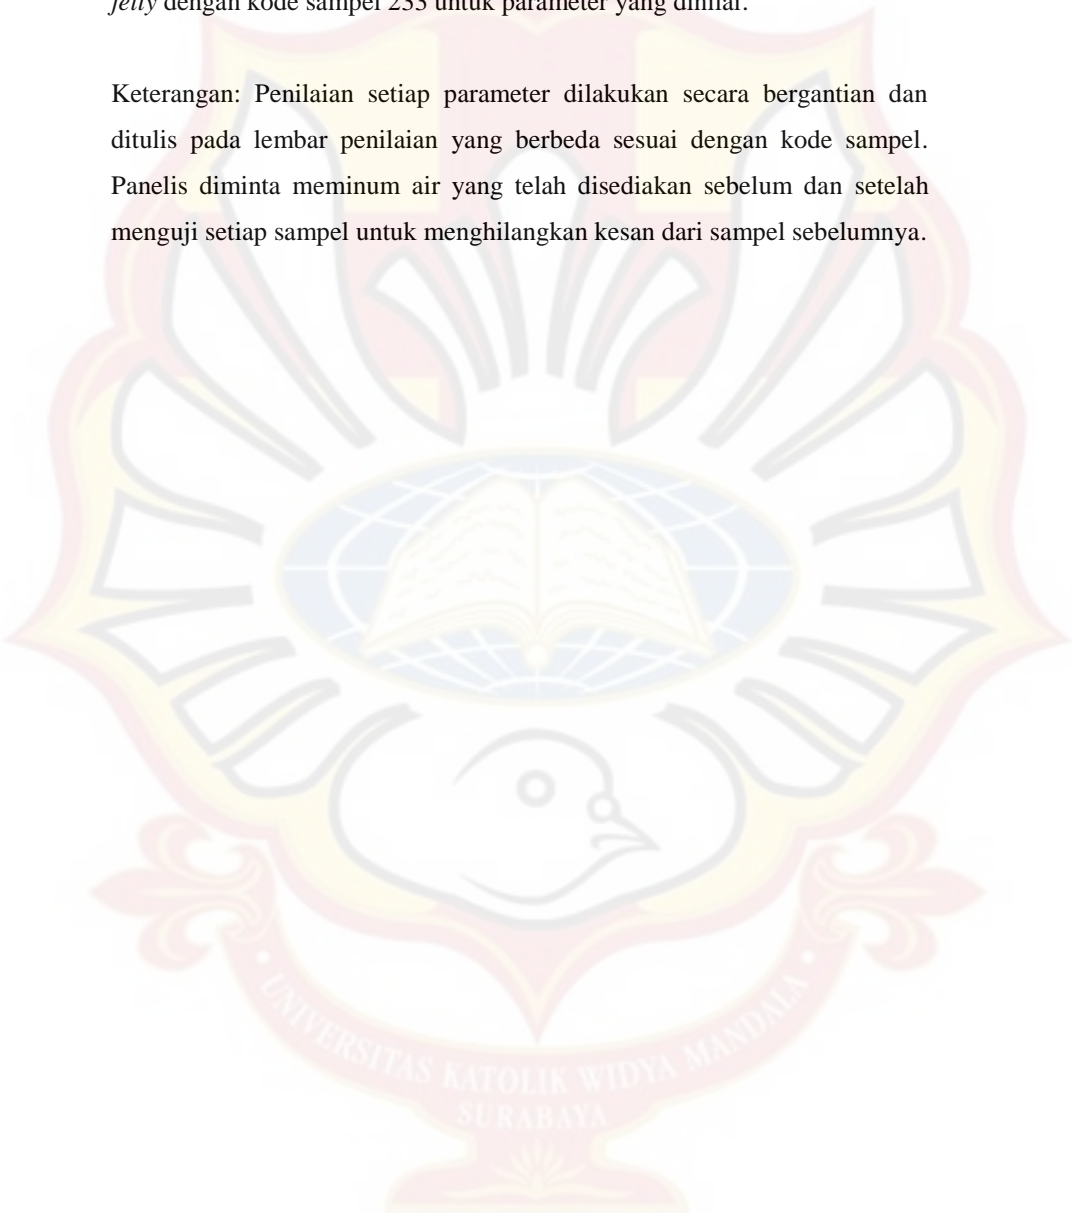 jelly dengan kode sampel 233 untuk parameter yang dinilai.
Keterangan: Penilaian setiap parameter dilakukan secara bergantian dan
ditulis pada lembar penilaian yang berbeda sesuai dengan kode sampel.
Panelis diminta meminum air yang telah disediakan sebelum dan setelah
menguji setiap sampel untuk menghilangkan kesan dari sampel sebelumnya.
UNIVERSITAS KATOLIK WIDYA MANDALA
SURABAYA